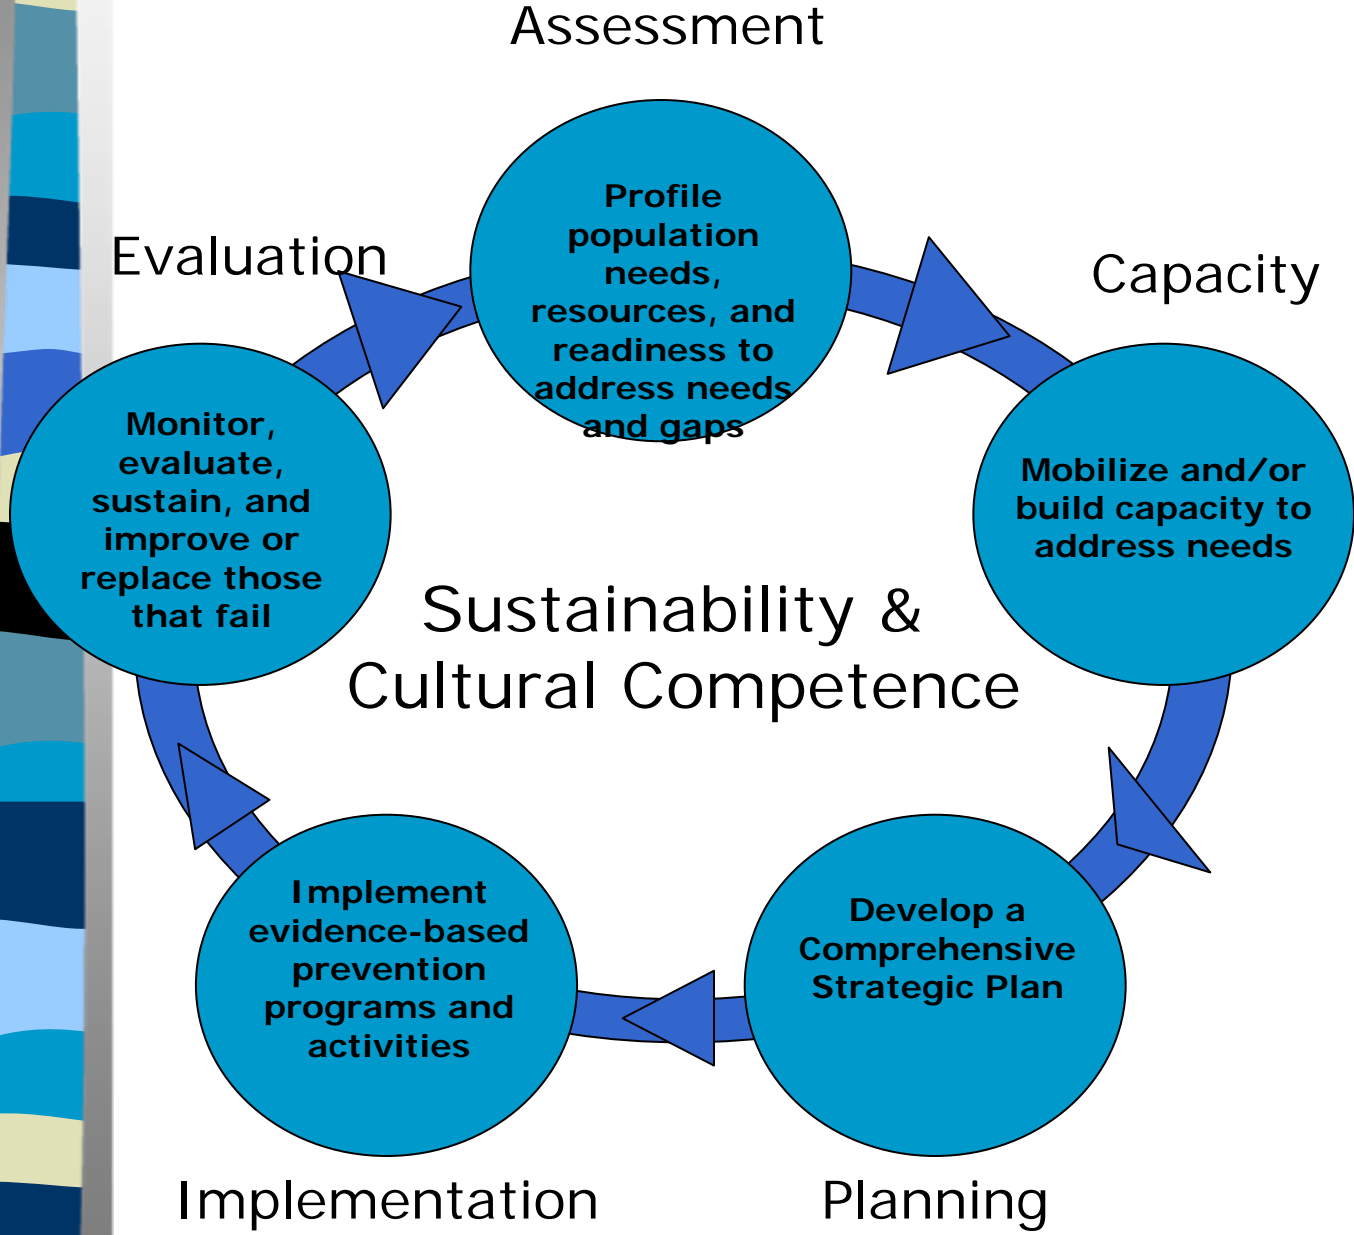 Assessment
Profile
population
needs,
resources, and
readiness to
address needs
and gaps
Capacity
Mobilize and/or
build capacity to
address needs
Planning
Develop a
Comprehensive
Strategic Plan
Implementation
Implement
evidence-based
prevention
programs and
activities
Evaluation
Monitor,
evaluate,
sustain, and
improve or
replace those
that fail
Sustainability &
Cultural Competence